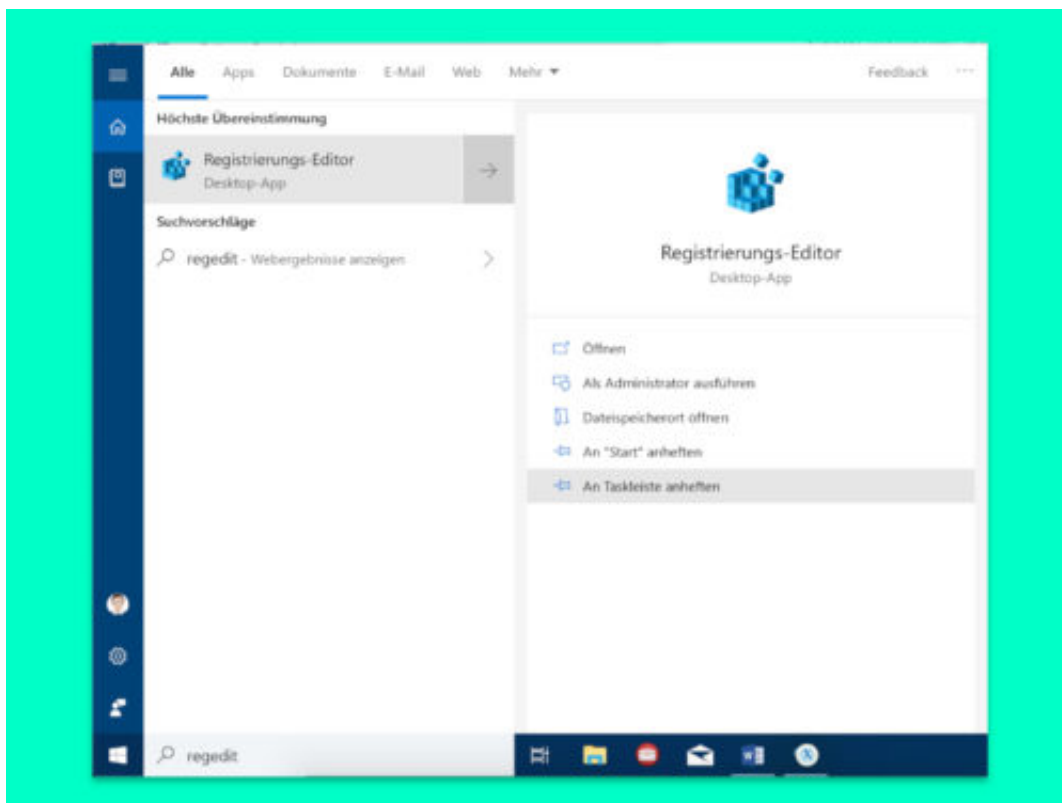 Alle Apps Dokumente E-Mail Web Mehr Feedback ···
Höchste Übereinstimmung
Registrierungs-Editor
Desktop-App
Suchvorschläge
regedit - Webergebnisse anzeigen
Registrierungs-Editor
Desktop-App
Öffnen
Als Administrator ausführen
Dateispeicherort öffnen
An "Start" anheften
An Taskleiste anheften
regedit